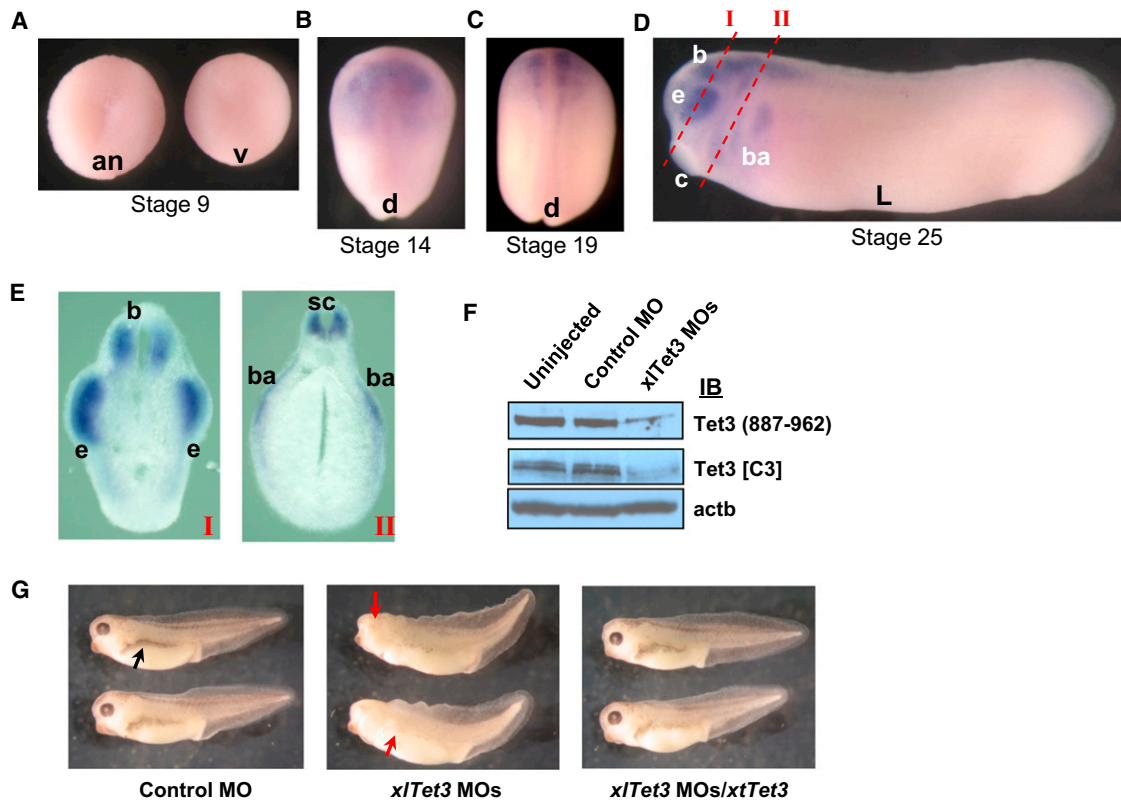 A
B
C
D
I
II
b
e
an
v
d
d
c
ba
L
Stage 9
Stage 14
Stage 19
Stage 25
E
b
e
e
I
sc
ba
ba
II
F
Uninjected
Control MO
xlTet3 MOs
IB
Tet3 (887-962)
Tet3 [C3]
actb
G
Control MO
xlTet3 MOs
xlTet3 MOs/xtTet3